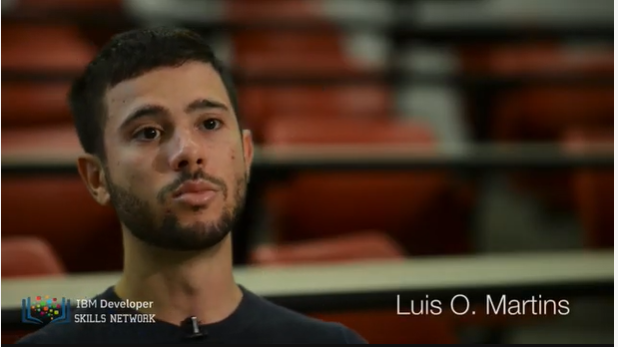 IBM Developer
SKILLS NETWORK
Luis O. Martins